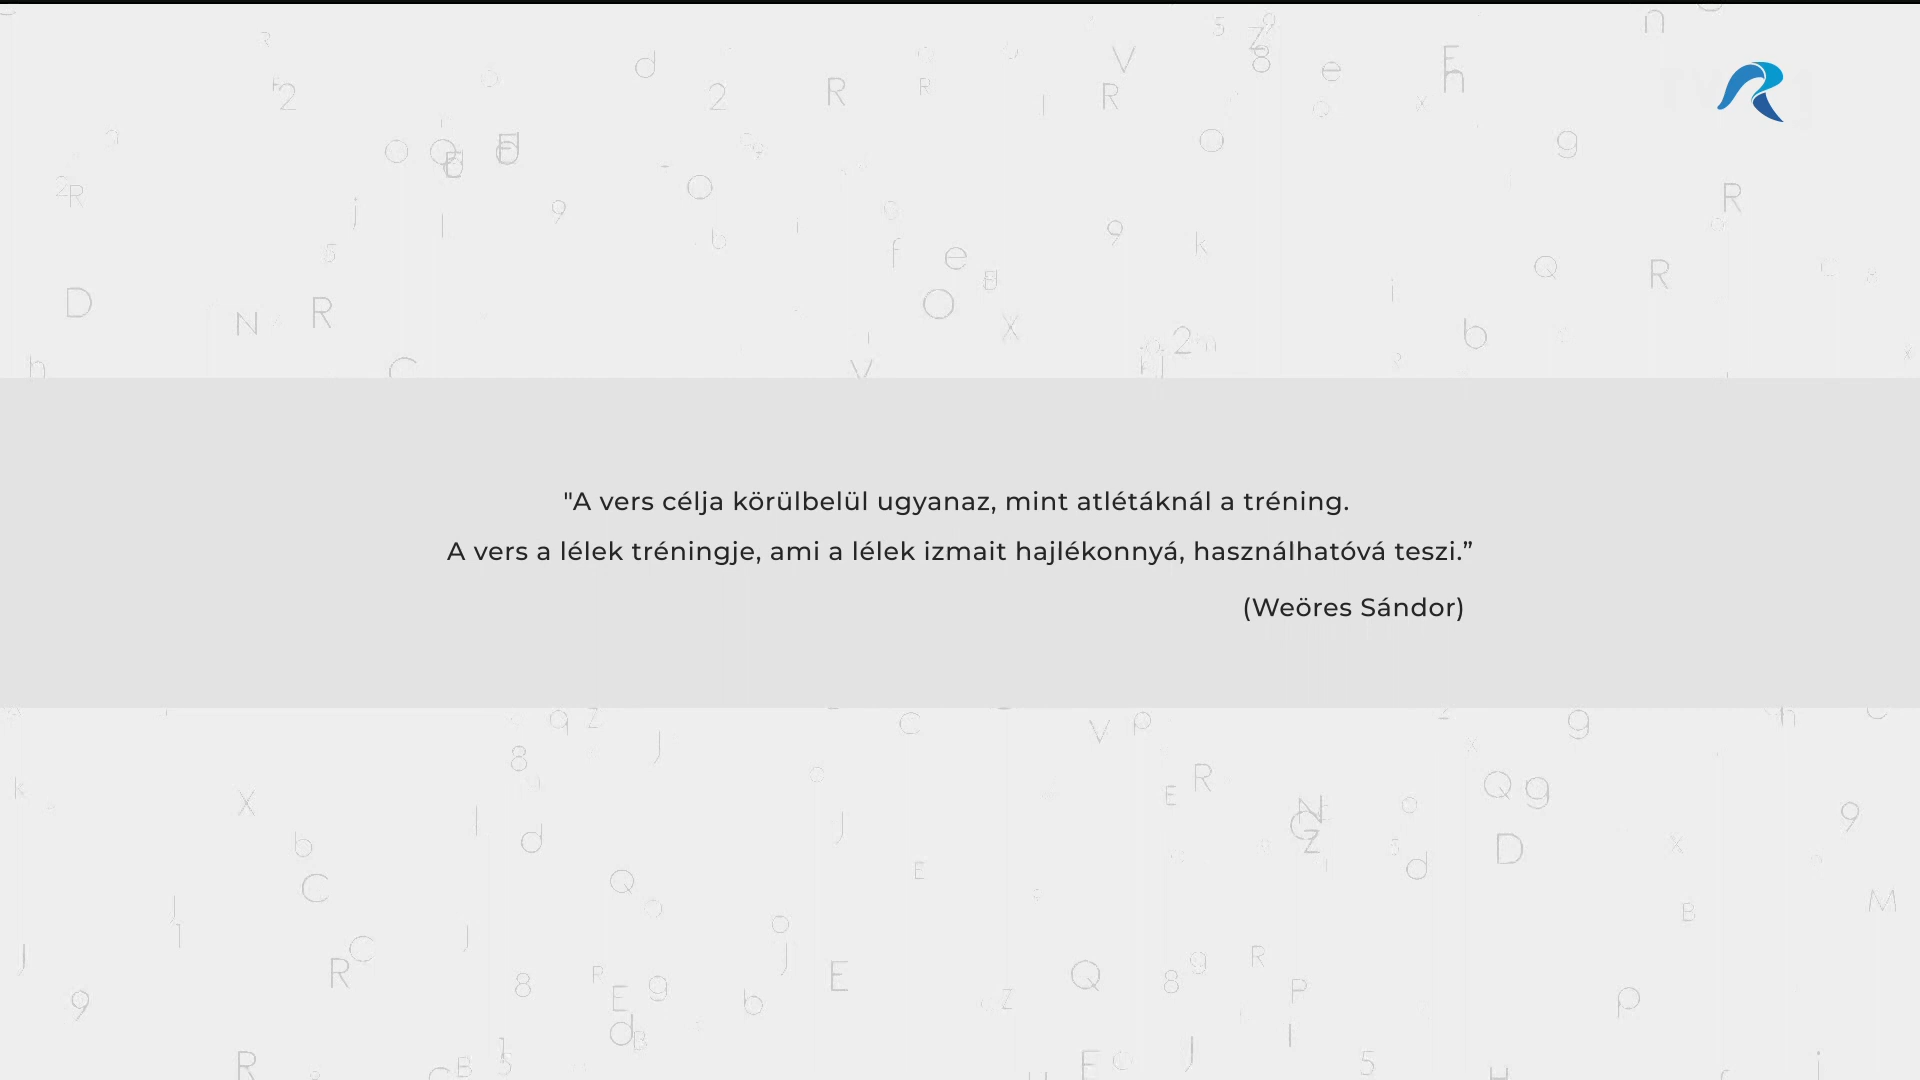 "A vers célja körülbelül ugyanaz, mint atlétáknál a tréning.
A vers a lélek tréningje, ami a lélek izmait hajlékonnyá, használhatóvá teszi.”
(Weöres Sándor)